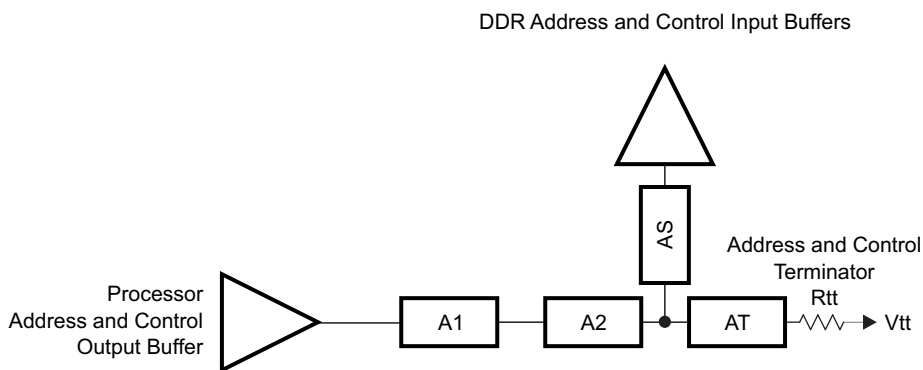 DDR Address and Control Input Buffers
AS
Address and Control
Terminator
Rtt
Processor
Address and Control
Output Buffer
A1
A2
AT
Vtt